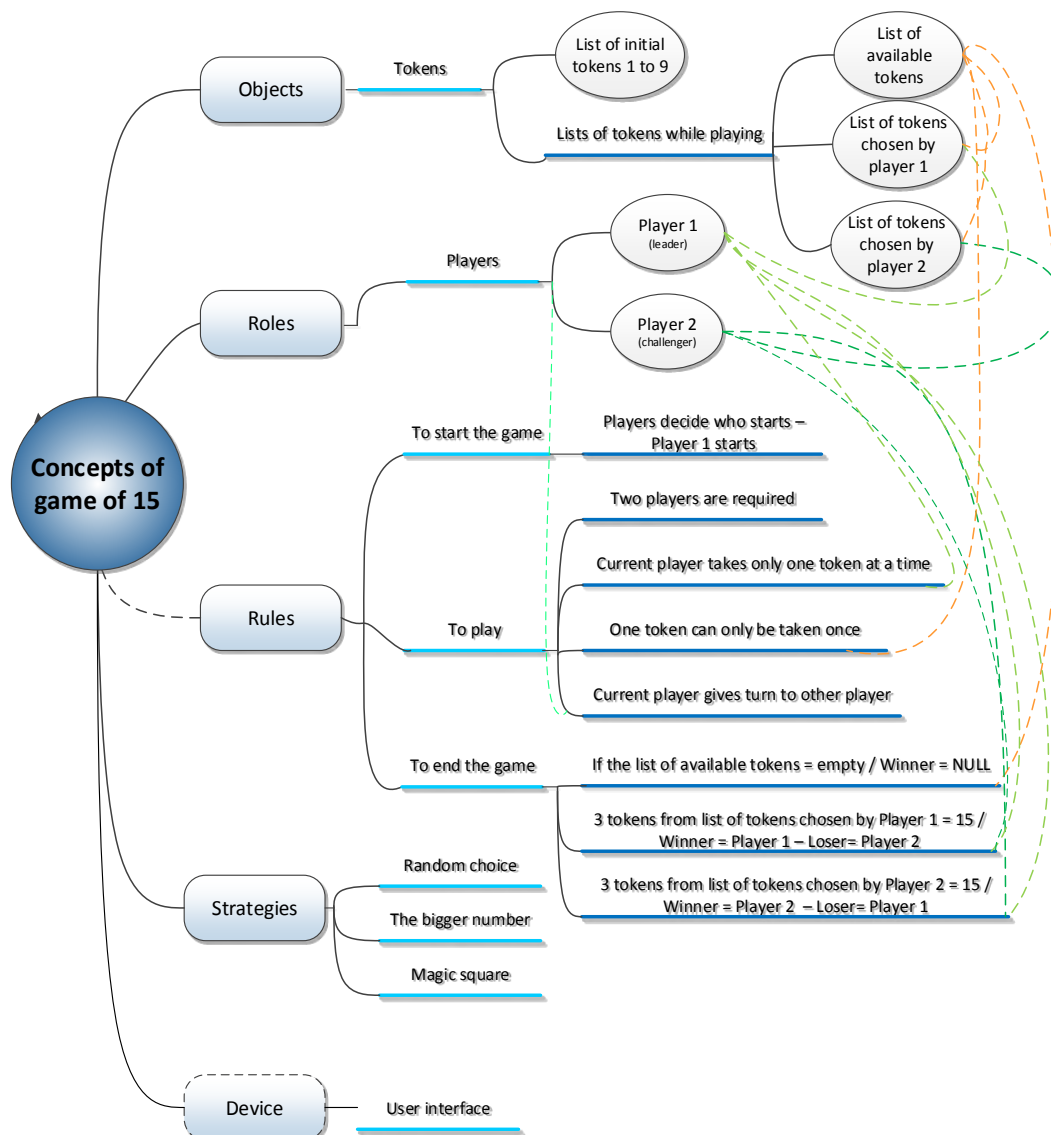 Concepts of
game of 15
Objects
Tokens
List of initial
tokens 1 to 9
Lists of tokens while playing
List of
available
tokens
List of tokens
chosen by
player 1
List of tokens
chosen by
player 2
Roles
Players
Player 1
(leader)
Player 2
(challenger)
Rules
To start the game
Players decide who starts –
Player 1 starts
To play
Two players are required
Current player takes only one token at a time
One token can only be taken once
Current player gives turn to other player
To end the game
If the list of available tokens = empty / Winner = NULL
3 tokens from list of tokens chosen by Player 1 = 15 /
Winner = Player 1 – Loser= Player 2
3 tokens from list of tokens chosen by Player 2 = 15 /
Winner = Player 2 – Loser= Player 1
Strategies
Random choice
The bigger number
Magic square
Device
User interface